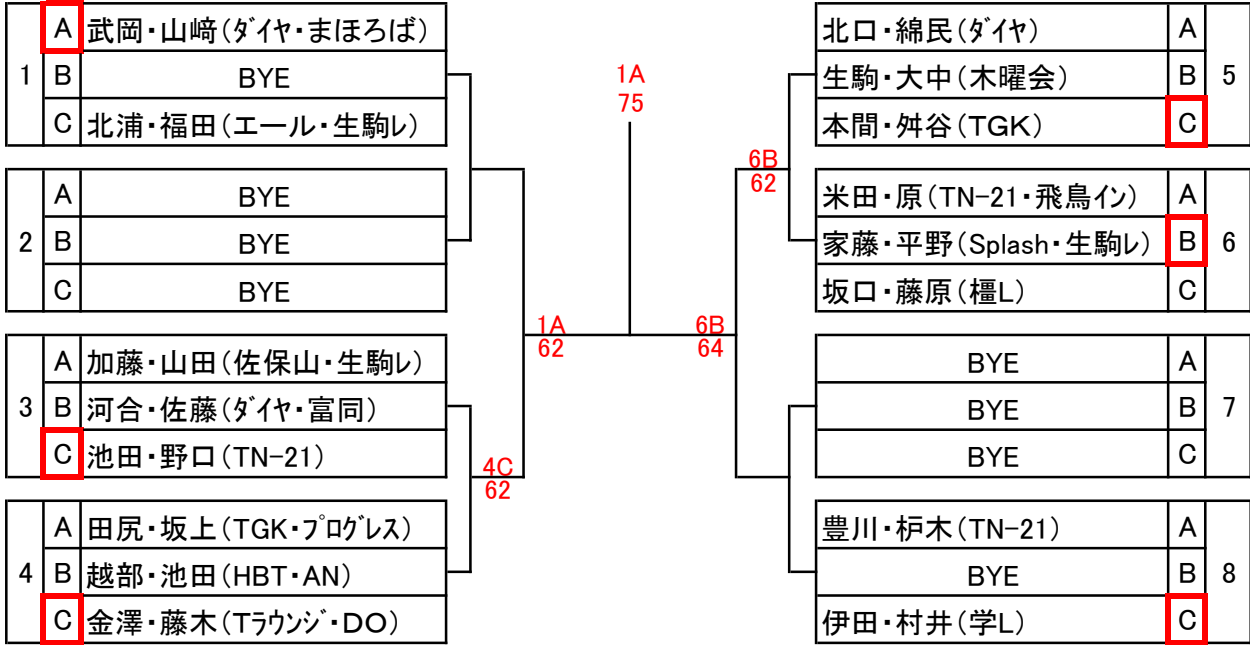 1
A 武岡・山﨑(ダイヤ・まほろば)
B BYE
C 北浦・福田(エール・生駒レ)
2
A BYE
B BYE
C BYE
3
A 加藤・山田(佐保山・生駒レ)
B 河合・佐藤(ダイヤ・富同)
C 池田・野口(TN-21)
4
A 田尻・坂上(TGK・プログレス)
B 越部・池田(HBT・AN)
C 金澤・藤木(Tラウンジ・DO)
4C
62
1A
62
1A
75
6B
64
6B
62
北口・綿民(ダイヤ) A
生駒・大中(木曜会) B
本間・舛谷(TGK) C
5
米田・原(TN-21・飛鳥イン) A
家藤・平野(Splash・生駒レ) B
坂口・藤原(橿L) C
6
BYE A
BYE B
BYE C
7
豊川・枦木(TN-21) A
BYE B
伊田・村井(学L) C
8